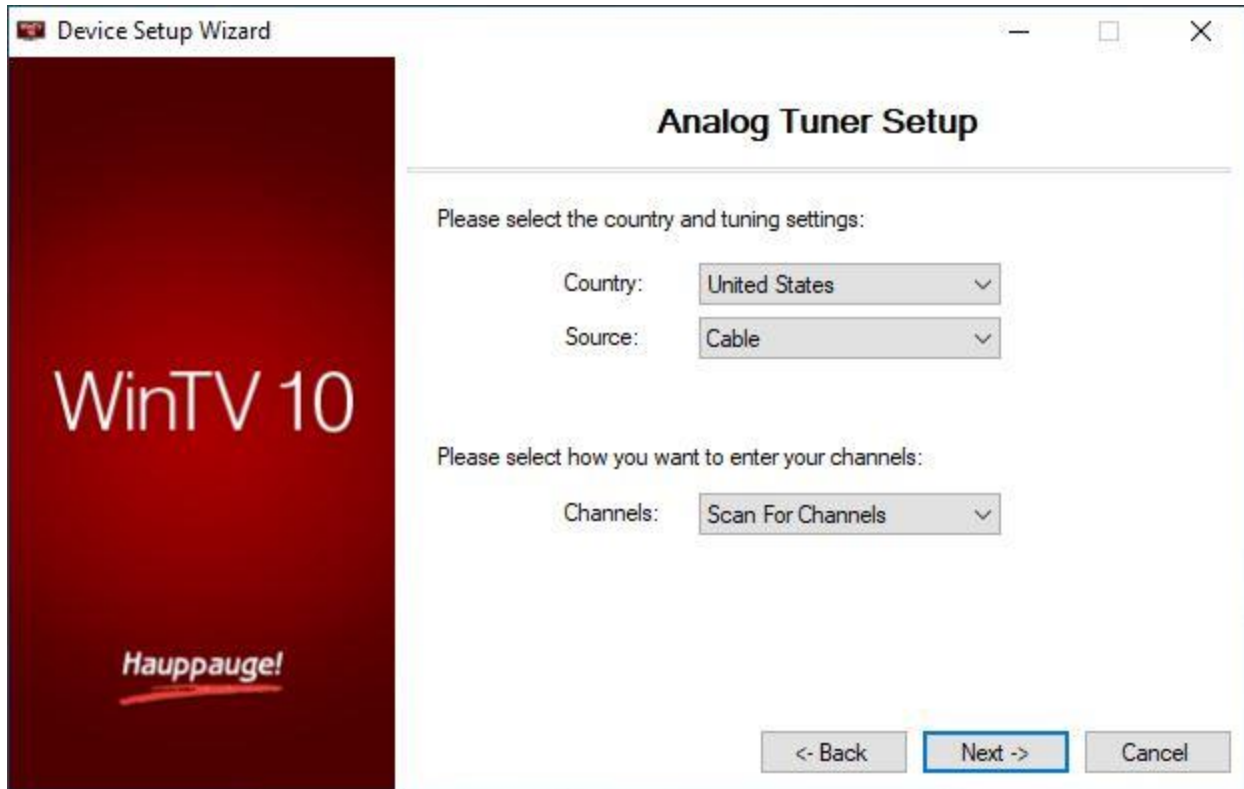 Device Setup Wizard
WinTV 10
Hauppauge!
Analog Tuner Setup
Please select the country and tuning settings:
Country: United States
Source: Cable
Please select how you want to enter your channels:
Channels: Scan For Channels
<- Back Next -> Cancel